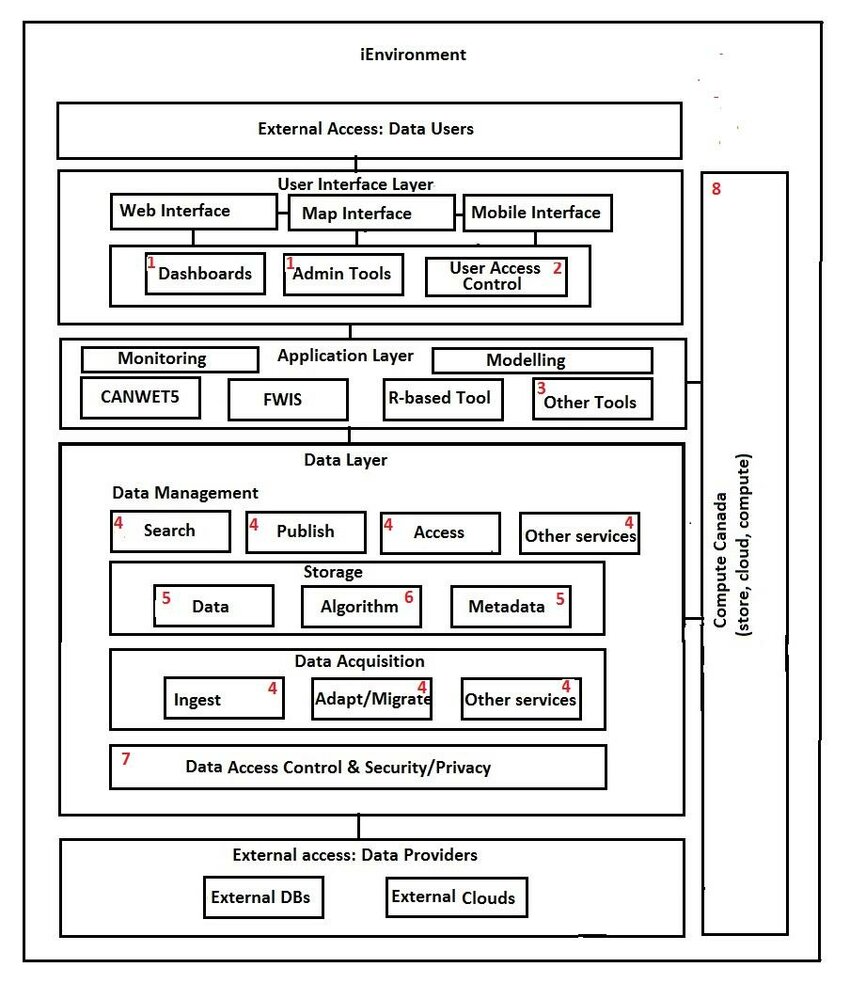 iEnvironment
External Access: Data Users
User Interface Layer
Web Interface
Map Interface
Mobile Interface
1
Dashboards
1
Admin Tools
User Access
Control
2
Monitoring
Application Layer
Modelling
CANWET5
FWIS
R-based Tool
3
Other Tools
Data Layer
Data Management
4
Search
4
Publish
4
Access
4
Other services
Storage
5
Data
Algorithm
6
Metadata
5
Data Acquisition
Ingest
4
Adapt/Migrate
4
Other services
4
7
Data Access Control & Security/Privacy
External access: Data Providers
External DBs
External Clouds
8
Compute Canada
(store, cloud, compute)